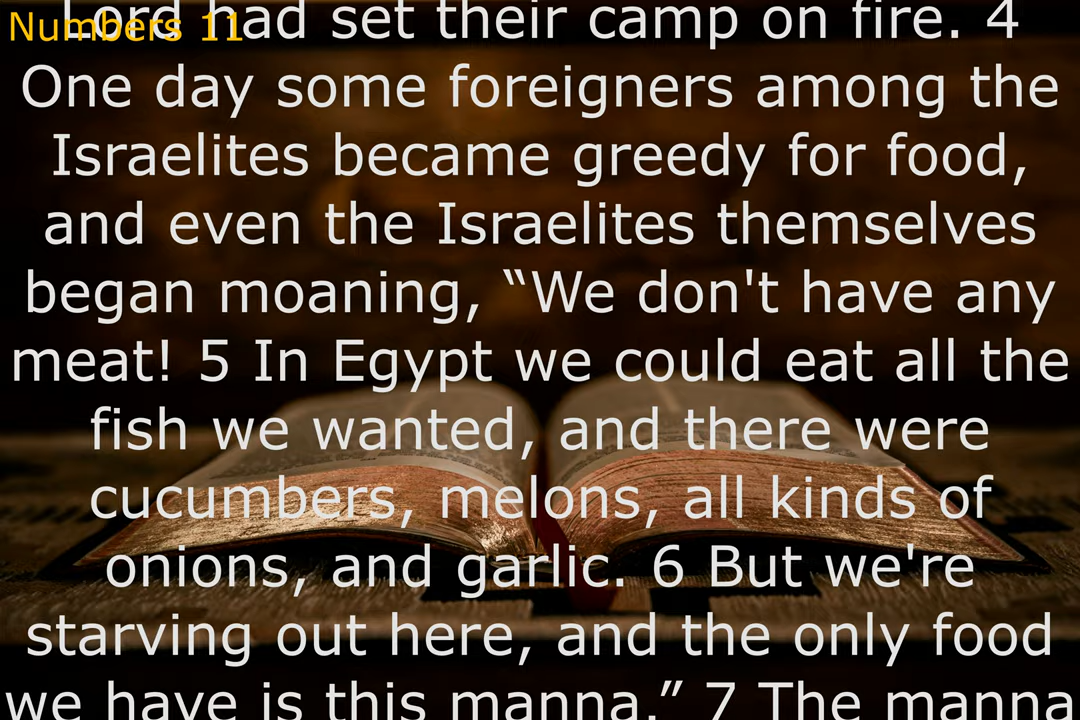 Numbers 11
Lord had set their camp on fire. 4
One day some foreigners among the
Israelites became greedy for food,
and even the Israelites themselves
began moaning, “We don't have any
meat! 5 In Egypt we could eat all the
fish we wanted, and there were
cucumbers, melons, all kinds of
onions, and garlic. 6 But we're
starving out here, and the only food
we have is this manna.” 7 The manna